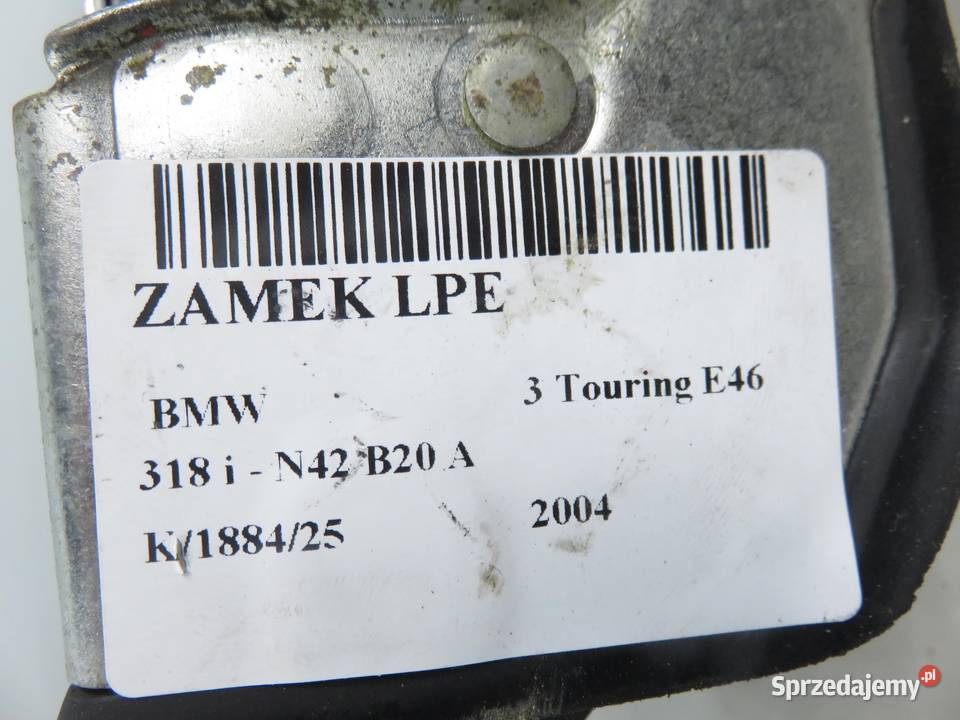 ZAMEK LPE
BMW 3 Touring E46
318 i - N42 B20 A
K/1884/25 2004
Sprzedajemy.pl